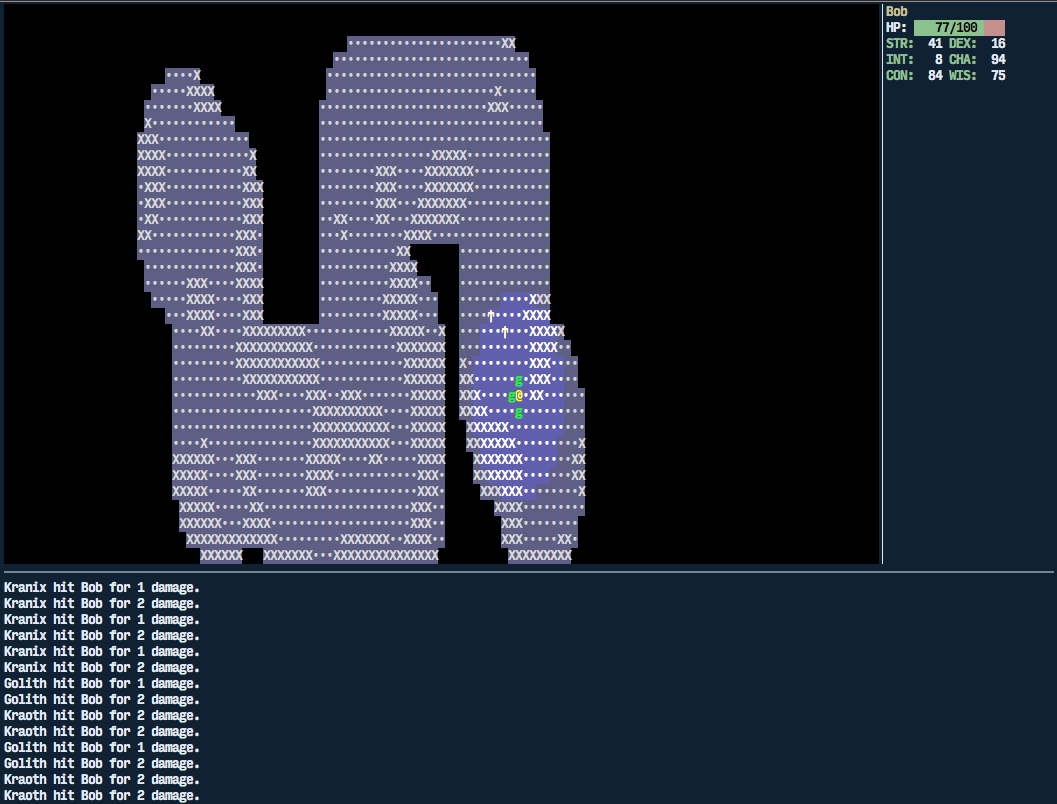 Bob
HP: 77/100
STR: 41 DEX: 16
INT: 8 CHA: 94
CON: 84 WIS: 75
Kranix hit Bob for 1 damage.
Kranix hit Bob for 2 damage.
Kranix hit Bob for 1 damage.
Kranix hit Bob for 2 damage.
Kranix hit Bob for 1 damage.
Kranix hit Bob for 2 damage.
Golith hit Bob for 1 damage.
Golith hit Bob for 2 damage.
Kraoth hit Bob for 2 damage.
Kraoth hit Bob for 2 damage.
Golith hit Bob for 1 damage.
Golith hit Bob for 2 damage.
Kraoth hit Bob for 2 damage.
Kraoth hit Bob for 2 damage.